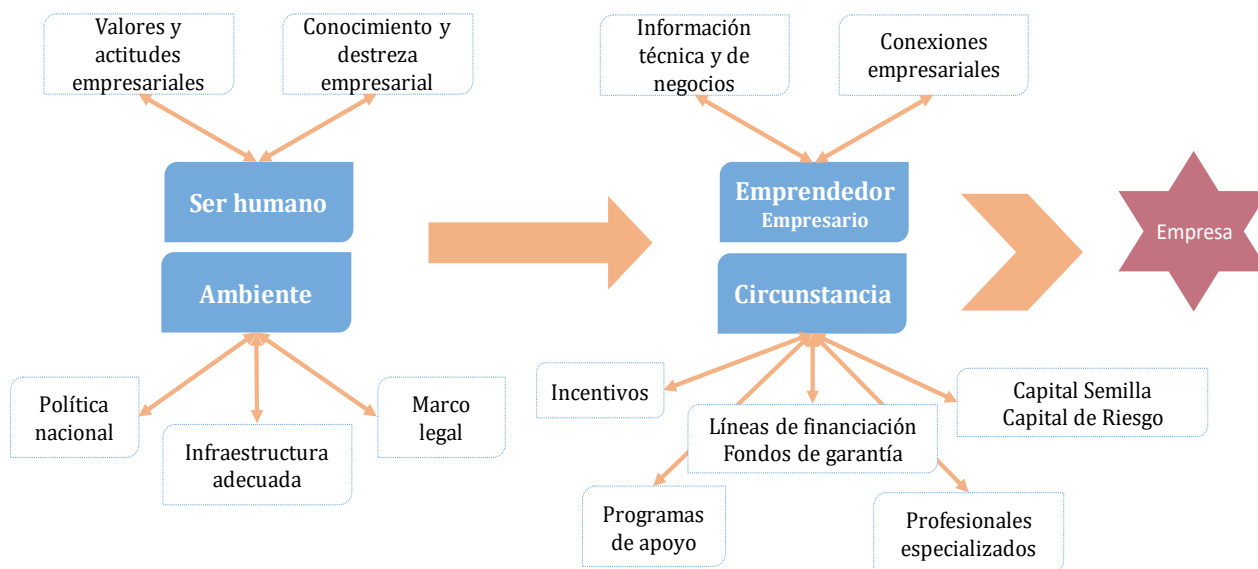 Valores y
actitudes
empresariales
Conocimiento y
destreza
empresarial
Información
técnica y de
negocios
Conexiones
empresariales
Ser humano
Emprendedor
Empresario
Empresa
Ambiente
Circunstancia
Política
nacional
Infraestructura
adecuada
Marco
legal
Incentivos
Líneas de financiación
Fondos de garantía
Capital Semilla
Capital de Riesgo
Programas
de apoyo
Profesionales
especializados